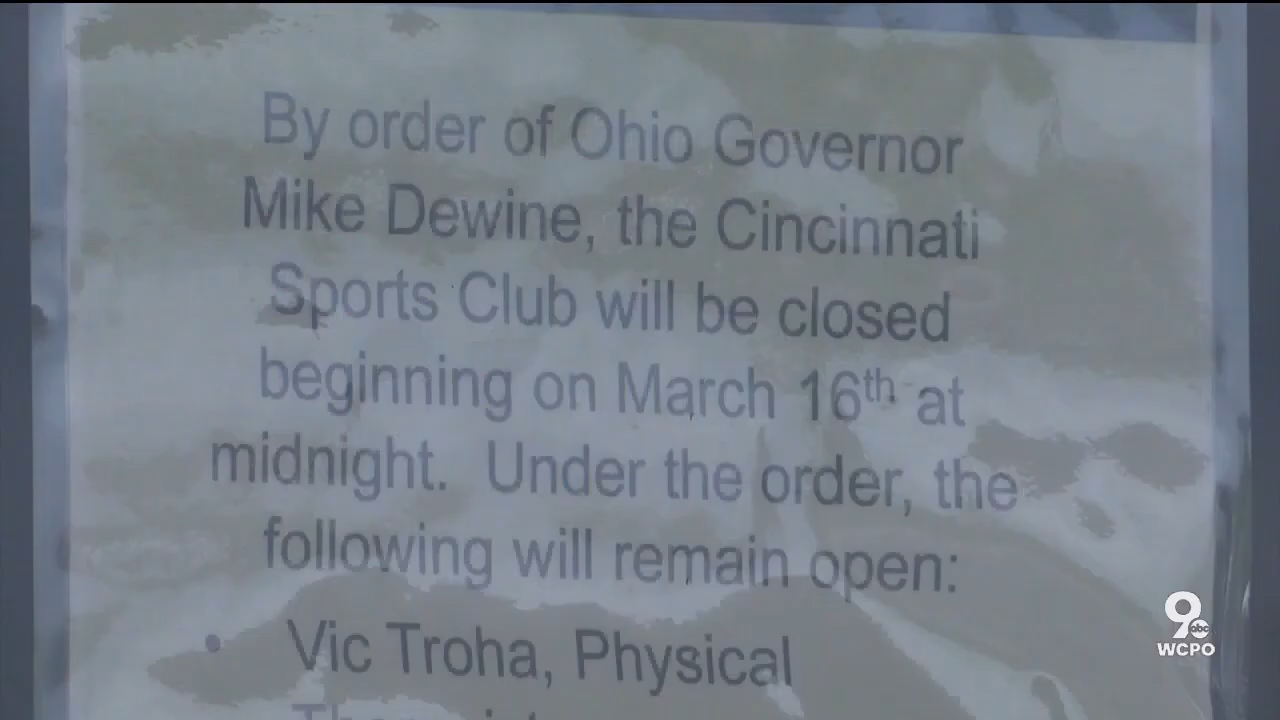 By order of Ohio Governor
Mike Dewine, the Cincinnati
Sports Club will be closed
beginning on March 16th at
midnight. Under the order, the
following will remain open:
• Vic Troha, Physical
9
abc
WCPO